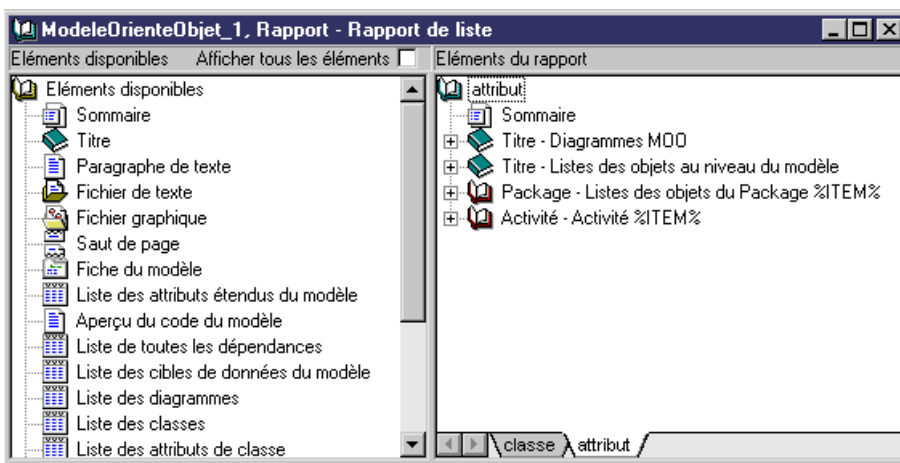 ModeleOrienteObjet_1, Rapport - Rapport de liste
Eléments disponibles Afficher tous les éléments
Eléments disponibles
Sommaire
Titre
Paragraphe de texte
Fichier de texte
Fichier graphique
Saut de page
Fiche du modèle
Liste des attributs étendus du modèle
Aperçu du code du modèle
Liste de toutes les dépendances
Liste des cibles de données du modèle
Liste des diagrammes
Liste des classes
Liste des attributs de classe
Eléments du rapport
attribut
Sommaire
Titre - Diagrammes MOO
Titre - Listes des objets au niveau du modèle
Package - Listes des objets du Package %ITEM%
Activité - Activité %ITEM%
classe attribut